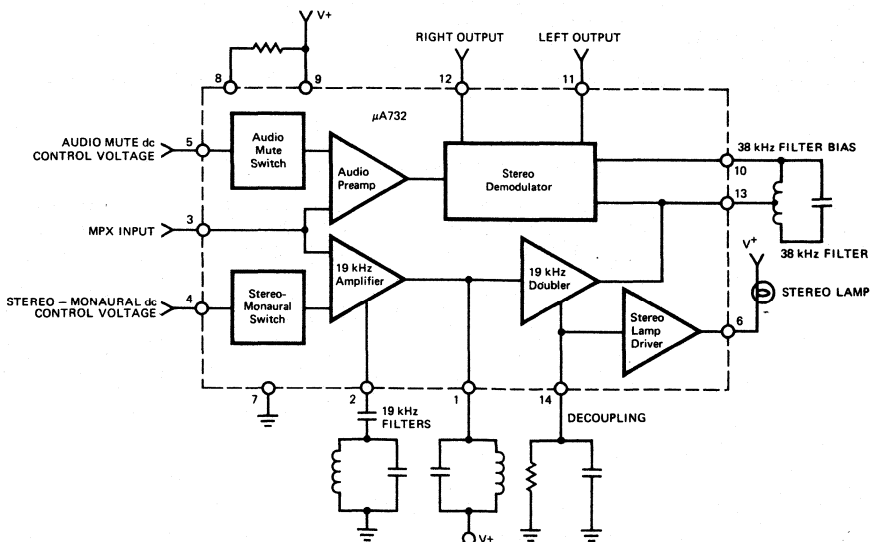 V+
RIGHT OUTPUT
LEFT OUTPUT
8
9
12
11
μA732
AUDIO MUTE dc
CONTROL VOLTAGE
5
Audio
Mute
Switch
Audio
Preamp
Stereo
Demodulator
38 kHz FILTER BIAS
10
13
MPX INPUT
3
38 kHz FILTER
19 kHz
Amplifier
19 kHz
Doubler
V+
STEREO LAMP
STEREO – MONAURAL dc
CONTROL VOLTAGE
4
Stereo-
Monaural
Switch
Stereo
Lamp
Driver
6
7
2
1
14
19 kHz
FILTERS
DECOUPLING
V+